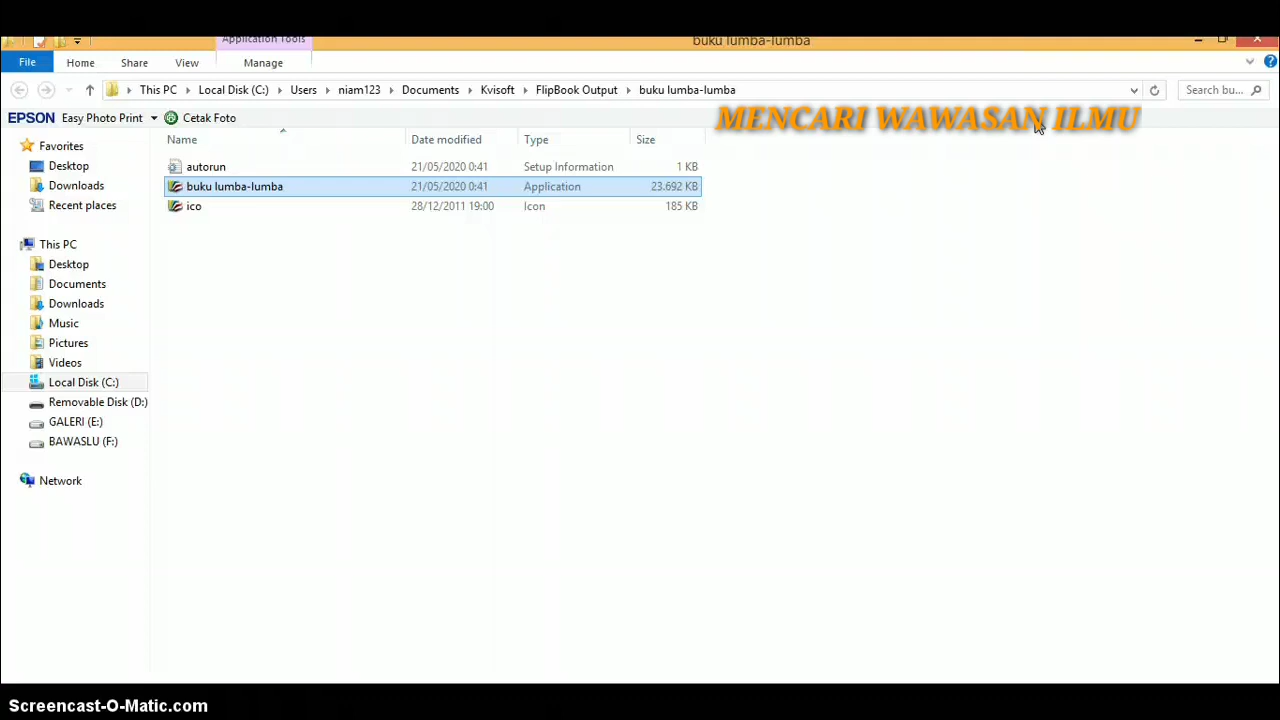 Application Tools
buku lumba-lumba
File Home Share View Manage
This PC Local Disk (C:) Users niam123 Documents Kvisoft FlipBook Output buku lumba-lumba Search bu...
EPSON Easy Photo Print Cetak Foto
MENCARI WAWASAN ILMU
Name Date modified Type Size
autorun 21/05/2020 0:41 Setup Information 1 KB
buku lumba-lumba 21/05/2020 0:41 Application 23.692 KB
ico 28/12/2011 19:00 Icon 185 KB
Favorites
Desktop
Downloads
Recent places
This PC
Desktop
Documents
Downloads
Music
Pictures
Videos
Local Disk (C:)
Removable Disk (D:)
GALERI (E:)
BAWASLU (F:)
Network
Screencast-O-Matic.com